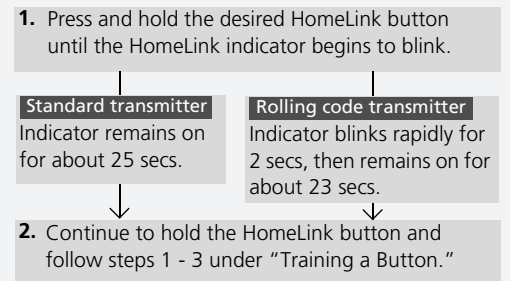 1. Press and hold the desired HomeLink button
until the HomeLink indicator begins to blink.
Standard transmitter
Indicator remains on
for about 25 secs.
Rolling code transmitter
Indicator blinks rapidly for
2 secs, then remains on for
about 23 secs.
2. Continue to hold the HomeLink button and
follow steps 1 - 3 under “Training a Button.”